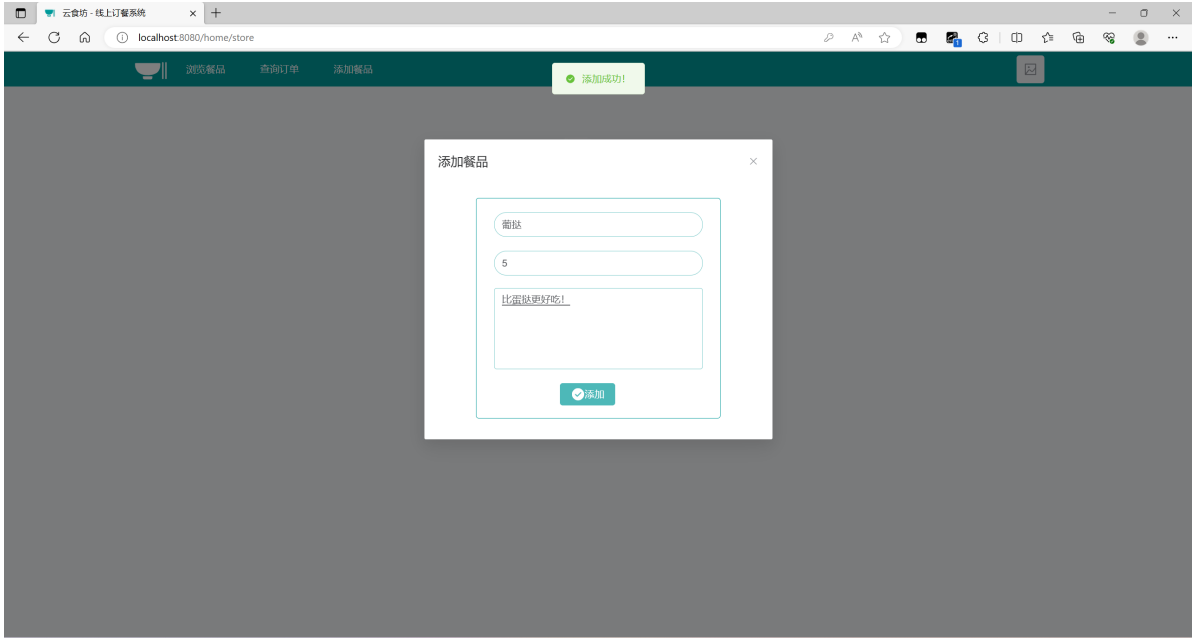 云食坊 - 线上订餐系统
localhost:8080/home/store
浏览餐品 查询订单 添加餐品
添加成功！
添加餐品
葡挞
5
比蛋挞更好吃！
添加